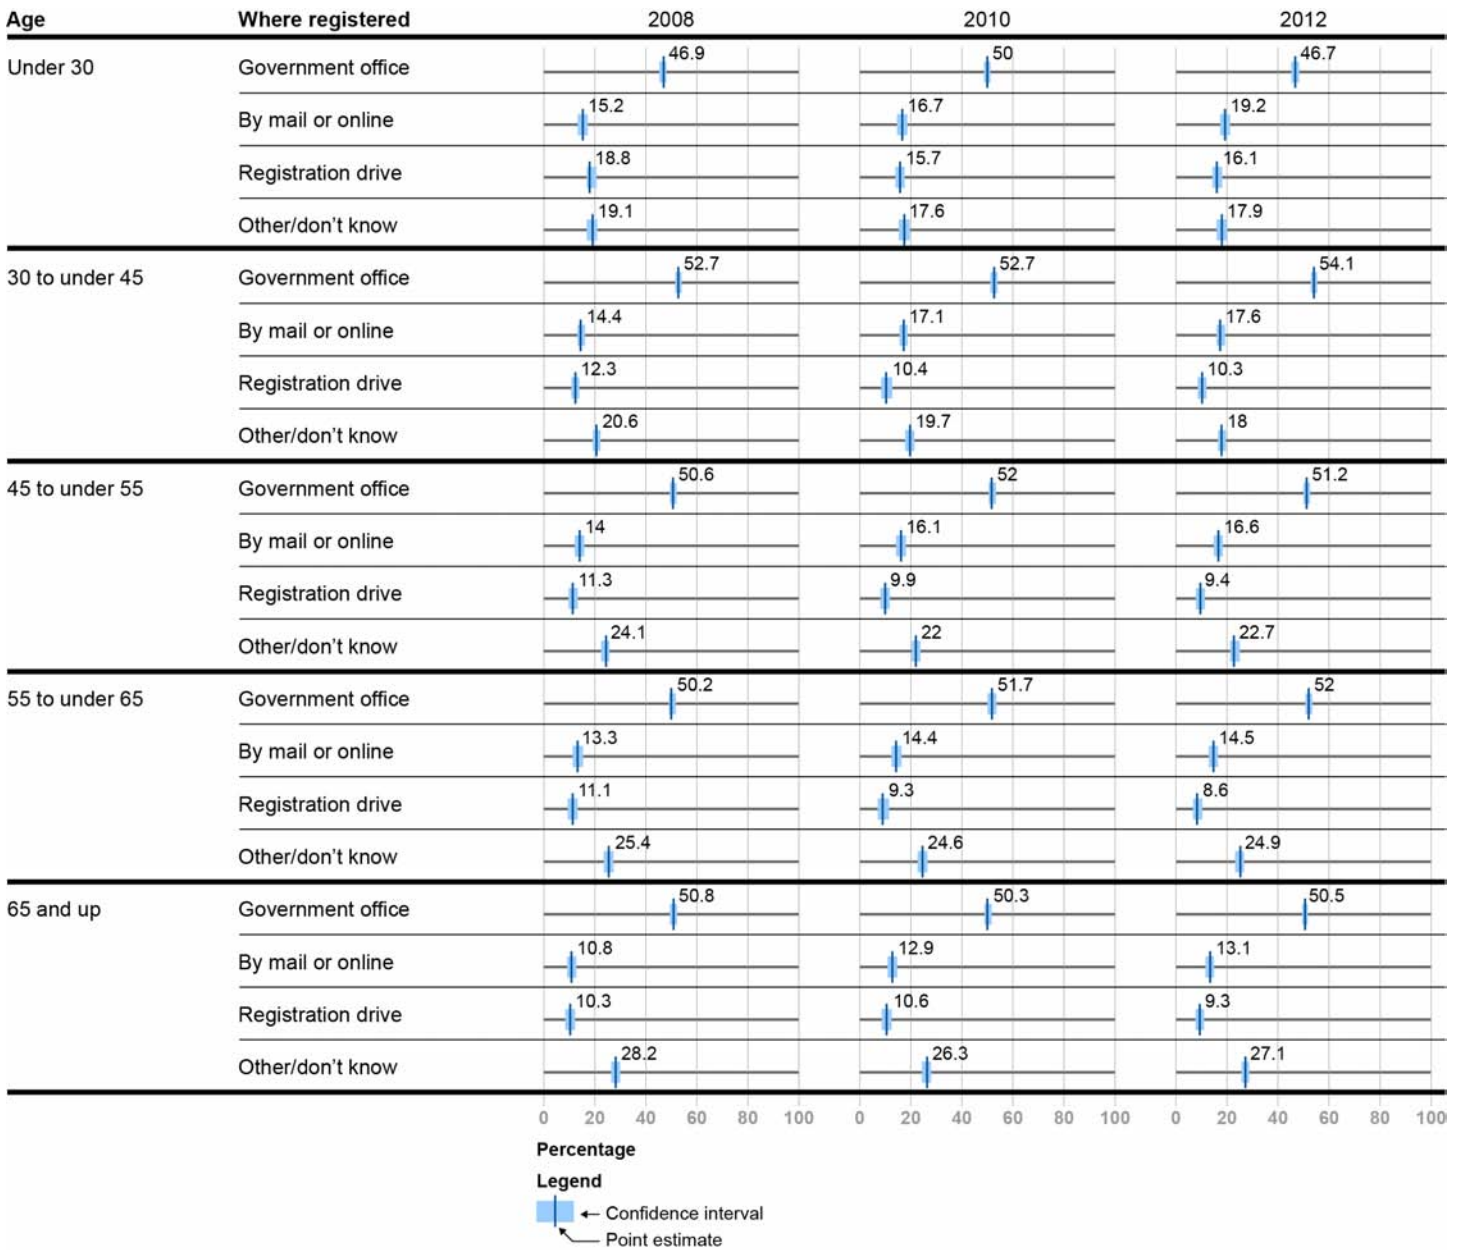 Age Where registered 2008 2010 2012
Under 30 Government office 46.9 50 46.7
By mail or online 15.2 16.7 19.2
Registration drive 18.8 15.7 16.1
Other/don't know 19.1 17.6 17.9
30 to under 45 Government office 52.7 52.7 54.1
By mail or online 14.4 17.1 17.6
Registration drive 12.3 10.4 10.3
Other/don't know 20.6 19.7 18
45 to under 55 Government office 50.6 52 51.2
By mail or online 14 16.1 16.6
Registration drive 11.3 9.9 9.4
Other/don't know 24.1 22 22.7
55 to under 65 Government office 50.2 51.7 52
By mail or online 13.3 14.4 14.5
Registration drive 11.1 9.3 8.6
Other/don't know 25.4 24.6 24.9
65 and up Government office 50.8 50.3 50.5
By mail or online 10.8 12.9 13.1
Registration drive 10.3 10.6 9.3
Other/don't know 28.2 26.3 27.1
0 20 40 60 80 100 0 20 40 60 80 100 0 20 40 60 80 100
Percentage
Legend
Confidence interval
Point estimate